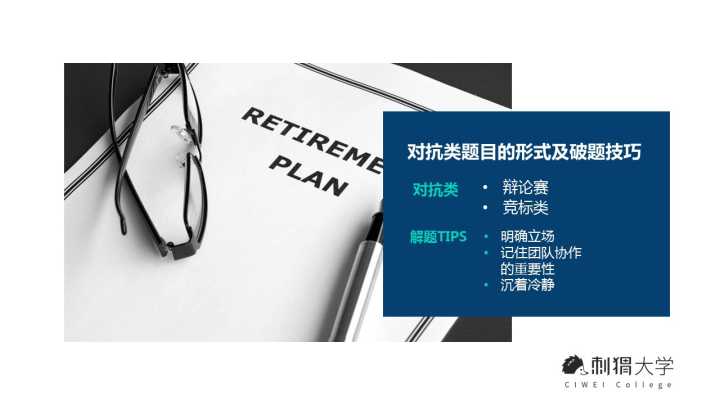 RETIREME
PLAN
对抗类题目的形式及破题技巧
对抗类
• 辩论赛
• 竞标类
解题TIPS
• 明确立场
• 记住团队协作
的重要性
• 沉着冷静
刺猬大学
CIWEI College